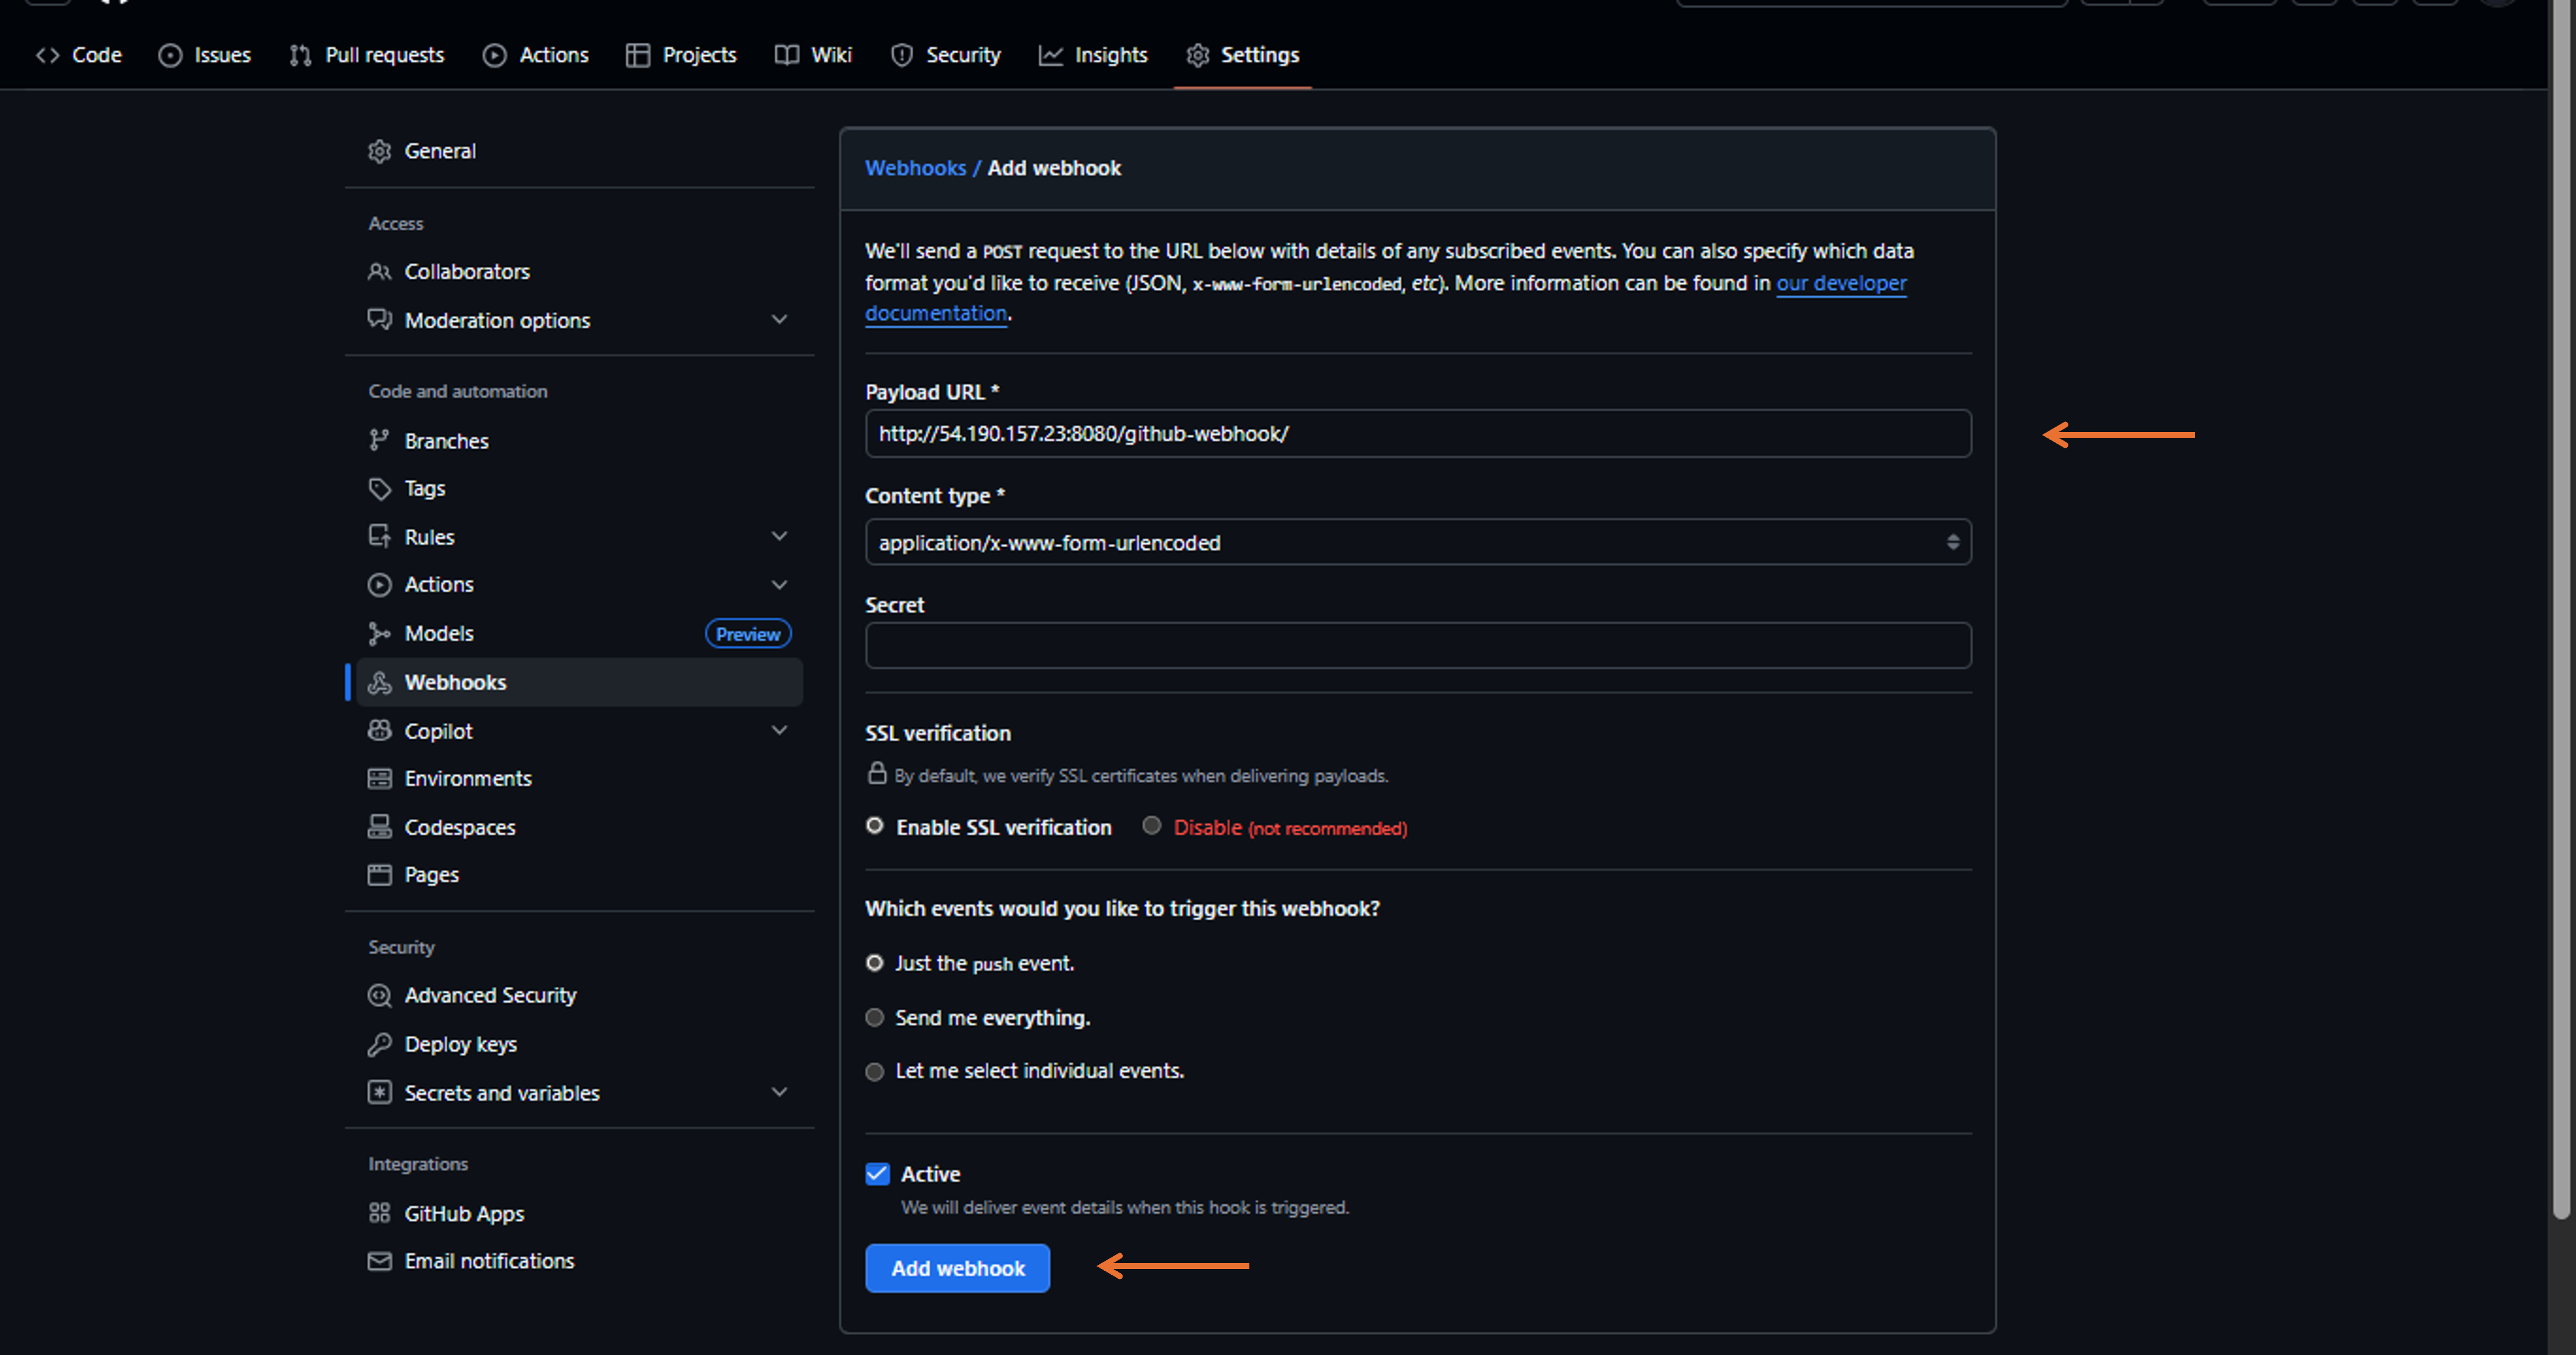 Code
Issues
Pull requests
Actions
Projects
Wiki
Security
Insights
Settings
General
Access
Collaborators
Moderation options
Code and automation
Branches
Tags
Rules
Actions
Models
Preview
Webhooks
Copilot
Environments
Codespaces
Pages
Security
Advanced Security
Deploy keys
Secrets and variables
Integrations
GitHub Apps
Email notifications
Webhooks / Add webhook
We'll send a POST request to the URL below with details of any subscribed events. You can also specify which data
format you'd like to receive (JSON, x-www-form-urlencoded, etc). More information can be found in our developer
documentation.
Payload URL *
http://54.190.157.23:8080/github-webhook/
Content type *
application/x-www-form-urlencoded
Secret
SSL verification
By default, we verify SSL certificates when delivering payloads.
Enable SSL verification
Disable (not recommended)
Which events would you like to trigger this webhook?
Just the push event.
Send me everything.
Let me select individual events.
Active
We will deliver event details when this hook is triggered.
Add webhook